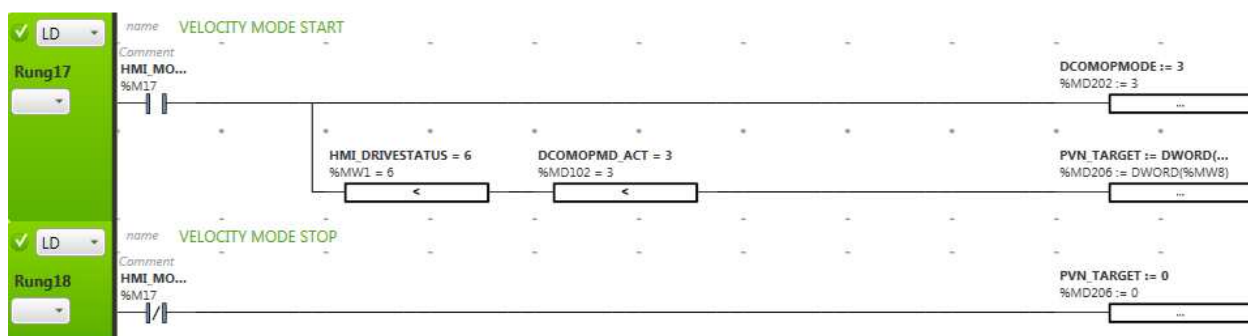 LD
name VELOCITY MODE START
Comment
Rung17
HMI_MO...
%M17
DCOMOPMODE := 3
%MD202 := 3
...
HMI_DRIVESTATUS = 6
%MW1 = 6
<
DCOMOPMD_ACT = 3
%MD102 = 3
<
PVN_TARGET := DWORD(...
%MD206 := DWORD(%MW8)
...
LD
name VELOCITY MODE STOP
Comment
Rung18
HMI_MO...
%M17
PVN_TARGET := 0
%MD206 := 0
...